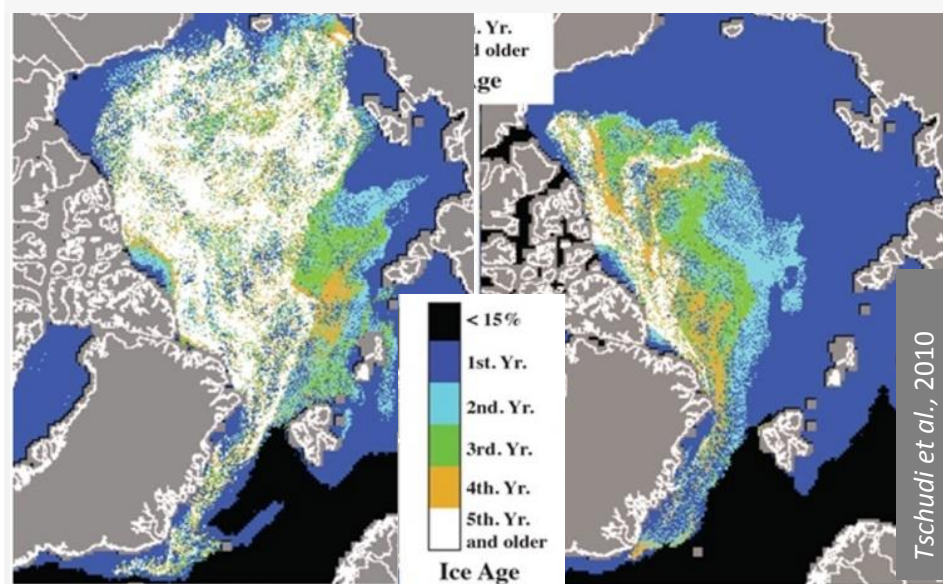 . Yr.
d older
Age
< 15%
1st. Yr.
2nd. Yr.
3rd. Yr.
4th. Yr.
5th. Yr.
and older
Ice Age
Tschudi et al., 2010